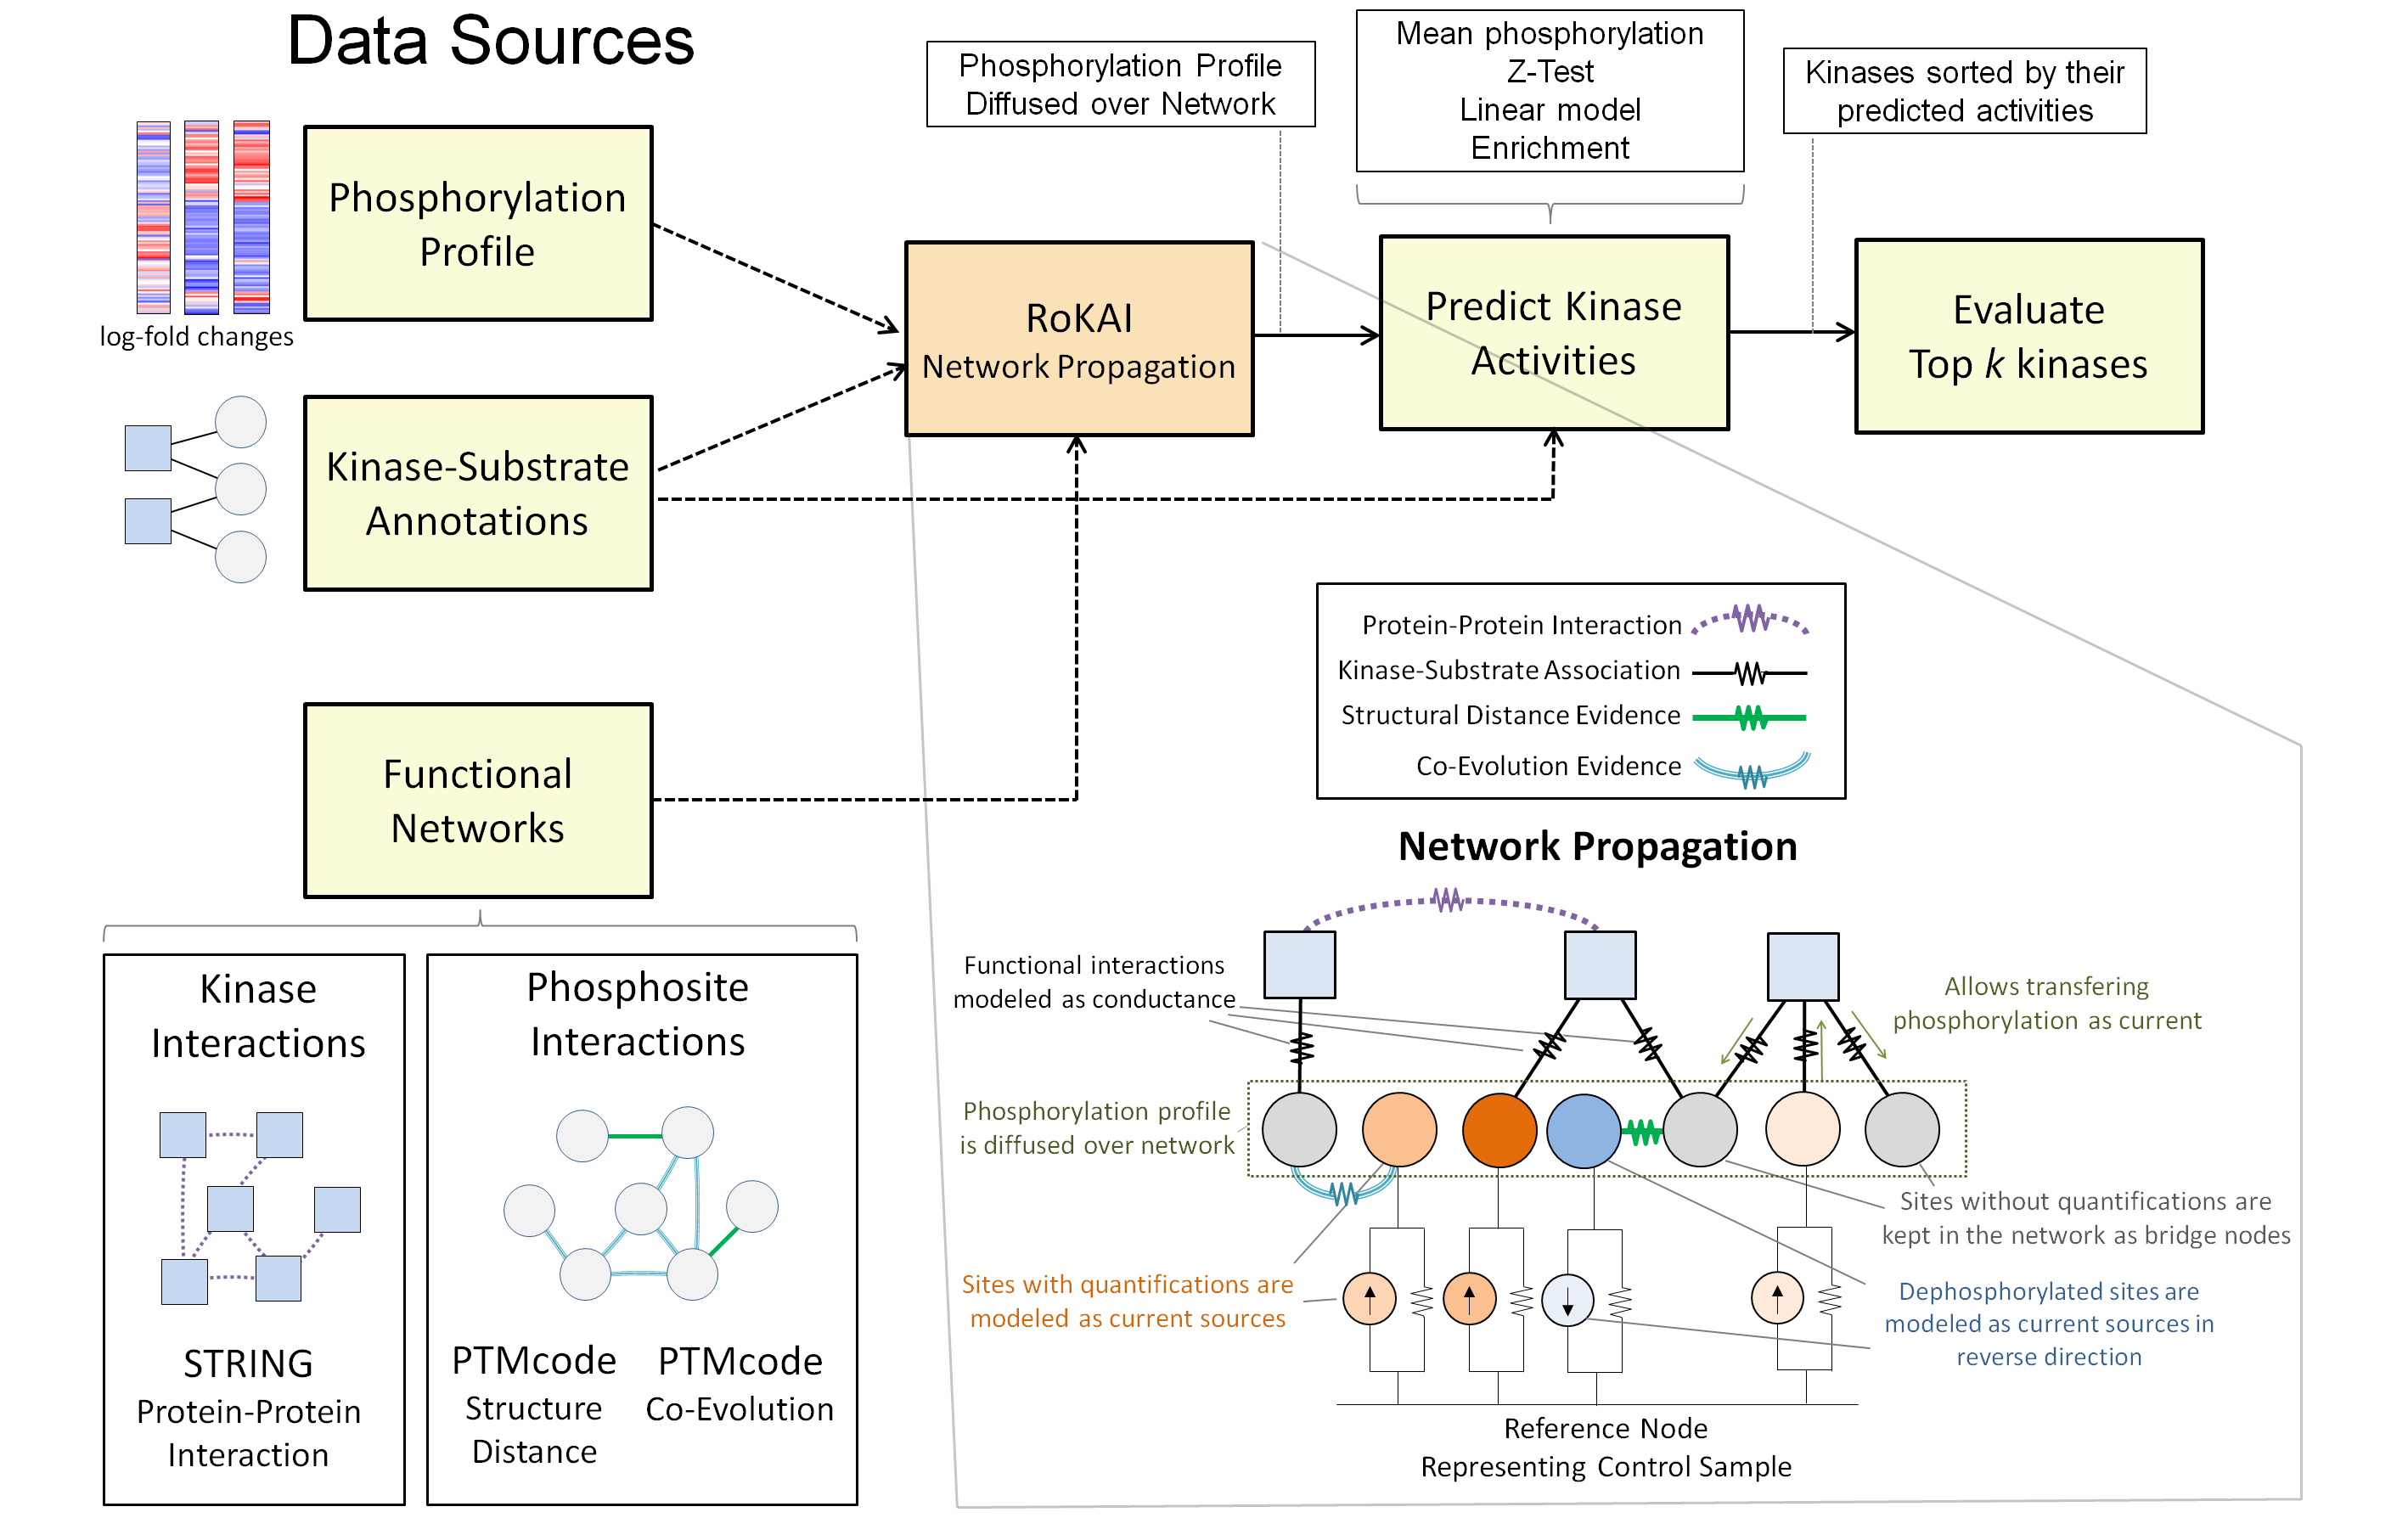 Data Sources
Phosphorylation Profile
Diffused over Network
Mean phosphorylation
Z-Test
Linear model
Enrichment
Kinases sorted by their
predicted activities
Phosphorylation
Profile
log-fold changes
RoKAI
Network Propagation
Predict Kinase
Activities
Evaluate
Top k kinases
Kinase-Substrate
Annotations
Functional
Networks
Protein-Protein Interaction
Kinase-Substrate Association
Structural Distance Evidence
Co-Evolution Evidence
Kinase
Interactions
STRING
Protein-Protein
Interaction
Phosphosite
Interactions
PTMcode
Structure
Distance
PTMcode
Co-Evolution
Network Propagation
Functional interactions
modeled as conductance
Allows transfering
phosphorylation as current
Phosphorylation profile
is diffused over network
Sites without quantifications are
kept in the network as bridge nodes
Sites with quantifications are
modeled as current sources
Dephosphorylated sites are
modeled as current sources in
reverse direction
Reference Node
Representing Control Sample